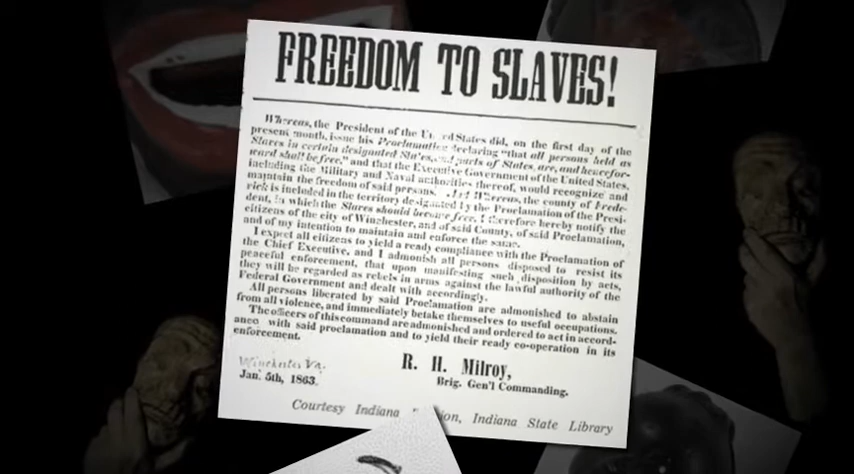 FREEDOM TO SLAVES!
Whereas, the President of the United States did, on the first day of the
present month, issue his Proclamation declaring "that all persons held as
Slaves in certain designated States, and parts of States, are, and hencefor-
ward shall be free," and that the Executive Government of the United States,
including the Military and Naval authorities thereof, would recognize and
maintain the freedom of said persons. And Whereas, the county of Frede-
rick is included in the territory designated by the Proclamation of the Presi-
dent, in which the Slaves should become free, I therefore hereby notify the
citizens of the city of Winchester, and of said County, of said Proclamation,
and of my intention to maintain and enforce the same.
I expect all citizens to yield a ready compliance with the Proclamation of
the Chief Executive, and I admonish all persons disposed to resist its
peaceful enforcement, that upon manifesting such disposition by acts,
they will be regarded as rebels in arms against the lawful authority of the
Federal Government and dealt with accordingly.
All persons liberated by said Proclamation are admonished to abstain
from all violence, and immediately betake themselves to useful occupations.
The officers of this command are admonished and ordered to act in accord-
ance with said proclamation and to yield their ready co-operation in its
enforcement.
R. H. Milroy,
Brig. Gen'l Commanding.
Winchester Va.
Jan. 5th, 1863.
Courtesy Indiana ion, Indiana State Library